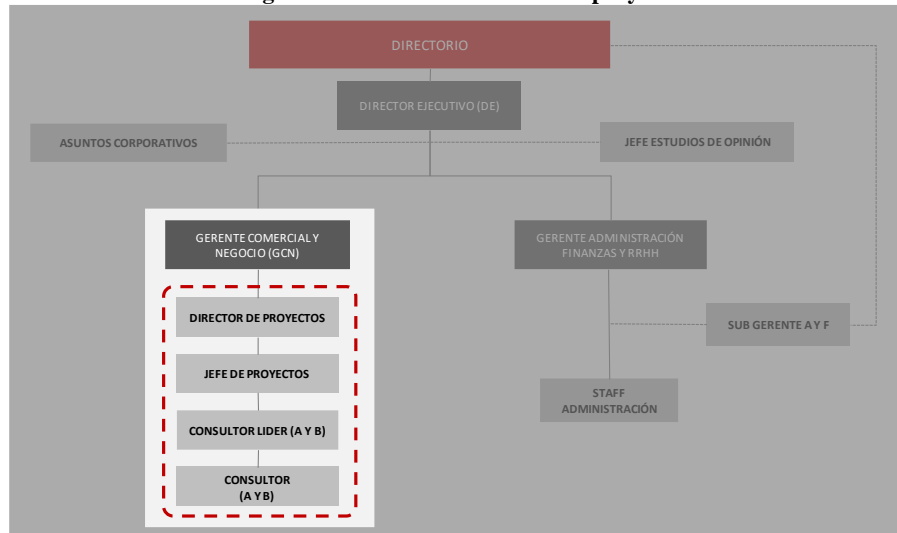 DIRECTORIO
DIRECTOR EJECUTIVO (DE)
ASUNTOS CORPORATIVOS
JEFE ESTUDIOS DE OPINIÓN
GERENTE COMERCIAL Y
NEGOCIO (GCN)
GERENTE ADMINISTRACIÓN
FINANZAS Y RRHH
DIRECTOR DE PROYECTOS
SUB GERENTE A Y F
JEFE DE PROYECTOS
STAFF
ADMINISTRACIÓN
CONSULTOR LIDER (A Y B)
CONSULTOR
(A Y B)